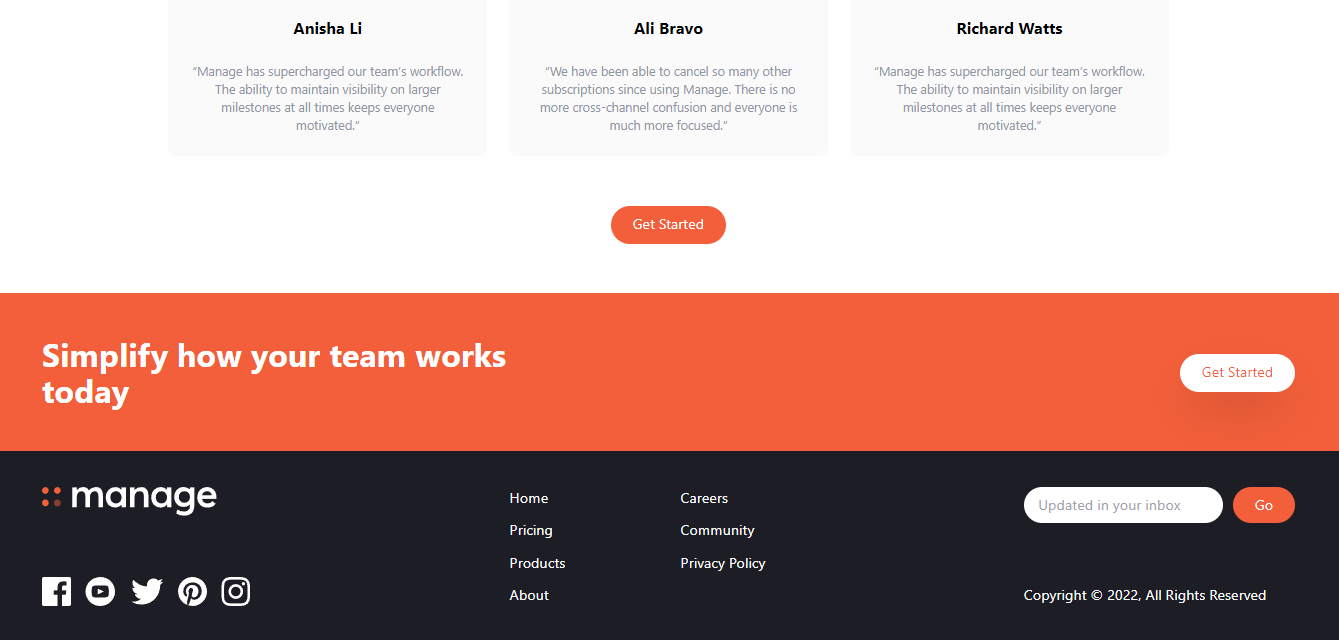 Anisha Li
“Manage has supercharged our team’s workflow.
The ability to maintain visibility on larger
milestones at all times keeps everyone
motivated.”
Ali Bravo
“We have been able to cancel so many other
subscriptions since using Manage. There is no
more cross-channel confusion and everyone is
much more focused.”
Richard Watts
“Manage has supercharged our team’s workflow.
The ability to maintain visibility on larger
milestones at all times keeps everyone
motivated.”
Get Started
Simplify how your team works
today
Get Started
manage
Home
Pricing
Products
About
Careers
Community
Privacy Policy
Updated in your inbox
Go
Copyright © 2022, All Rights Reserved